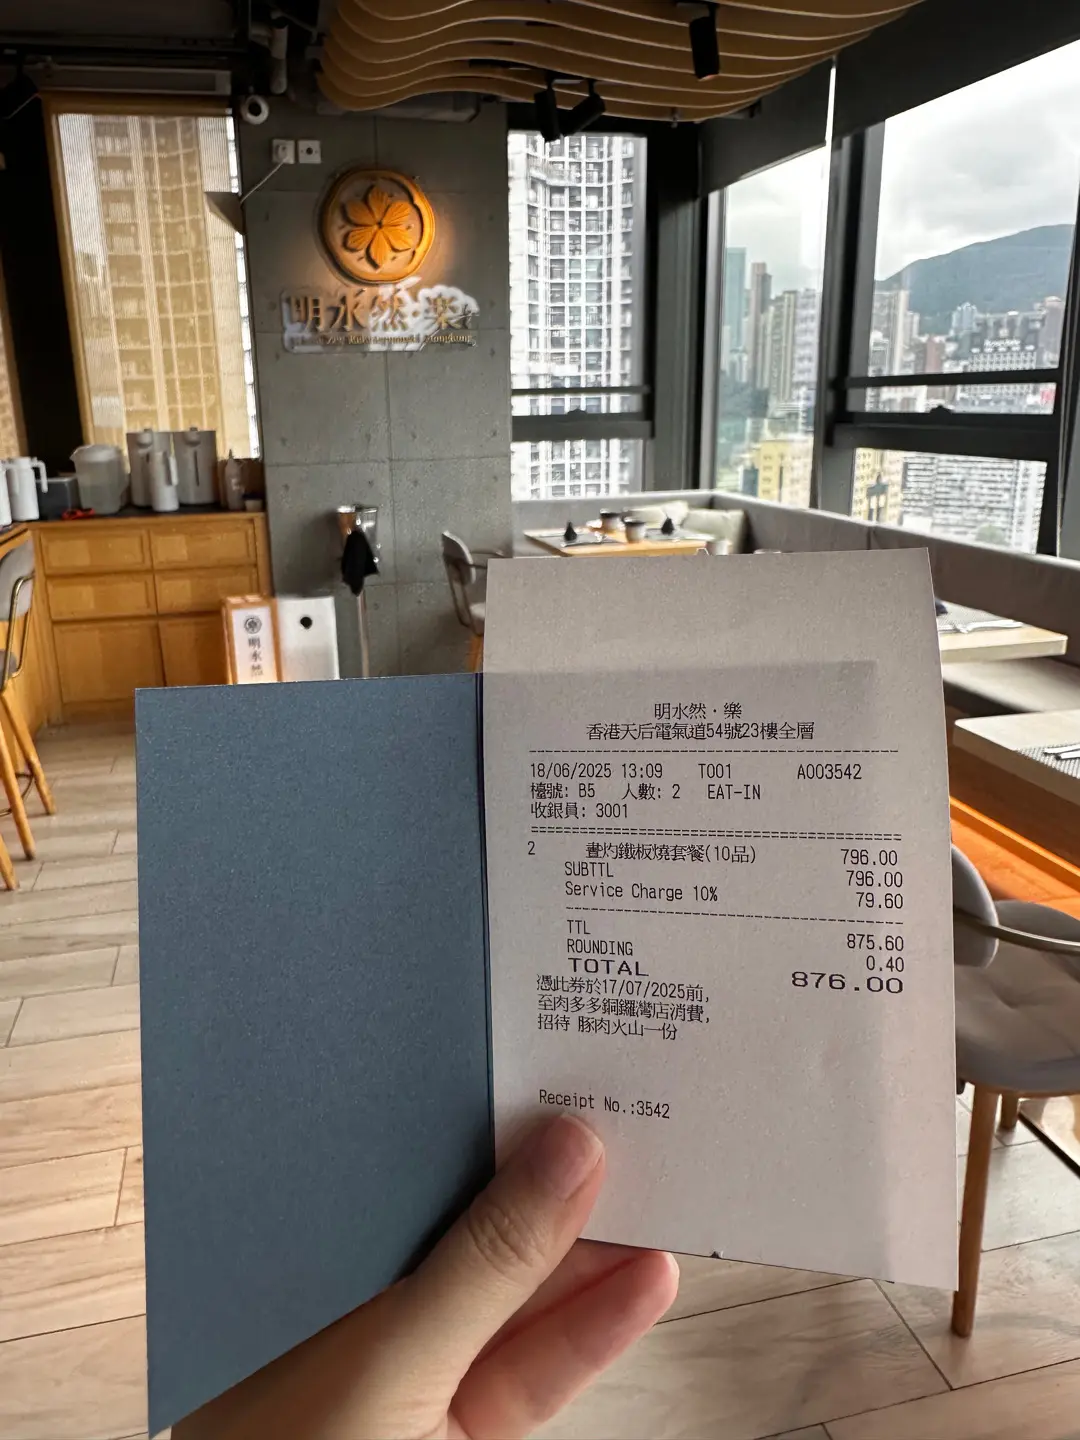 明水然·樂
明水然
明水然·樂
香港天后電氣道54號23樓全層
18/06/2025 13:09 T001 A003542
檯號: B5 人數: 2 EAT-IN
收銀員: 3001
2 晝灼鐵板燒套餐(10品) 796.00
SUBTTL 796.00
Service Charge 10% 79.60
TTL 875.60
ROUNDING 0.40
TOTAL 876.00
憑此券於17/07/2025前,
至肉多多銅鑼灣店消費,
招待 豚肉火山一份
Receipt No.:3542